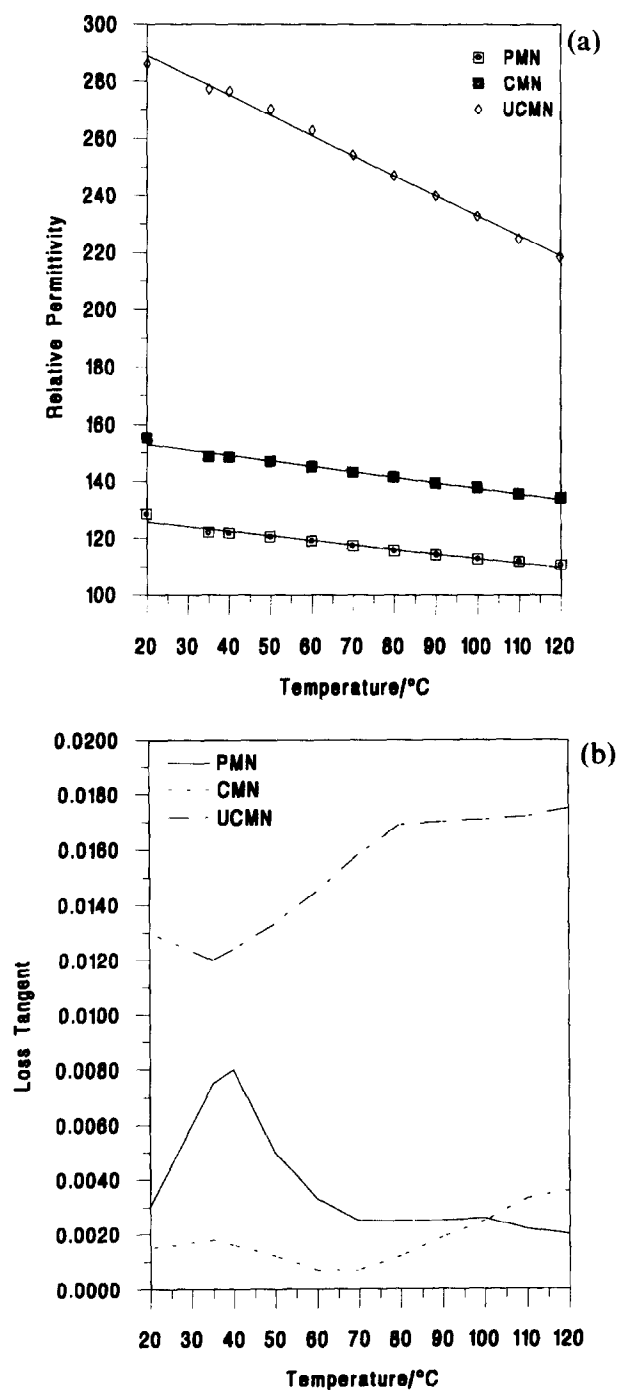 300
(a)
PMN
280
CMN
UCMN
260
240
220
200
180
160
140
120
100
Relative Permittivity
20 30 40 50 60 70 80 90 100 110 120
Temperature/°C
0.0200
(b)
PMN
0.0180
CMN
UCMN
0.0160
0.0140
0.0120
0.0100
0.0080
0.0060
0.0040
0.0020
0.0000
Loss Tangent
20 30 40 50 60 70 80 90 100 110 120
Temperature/°C